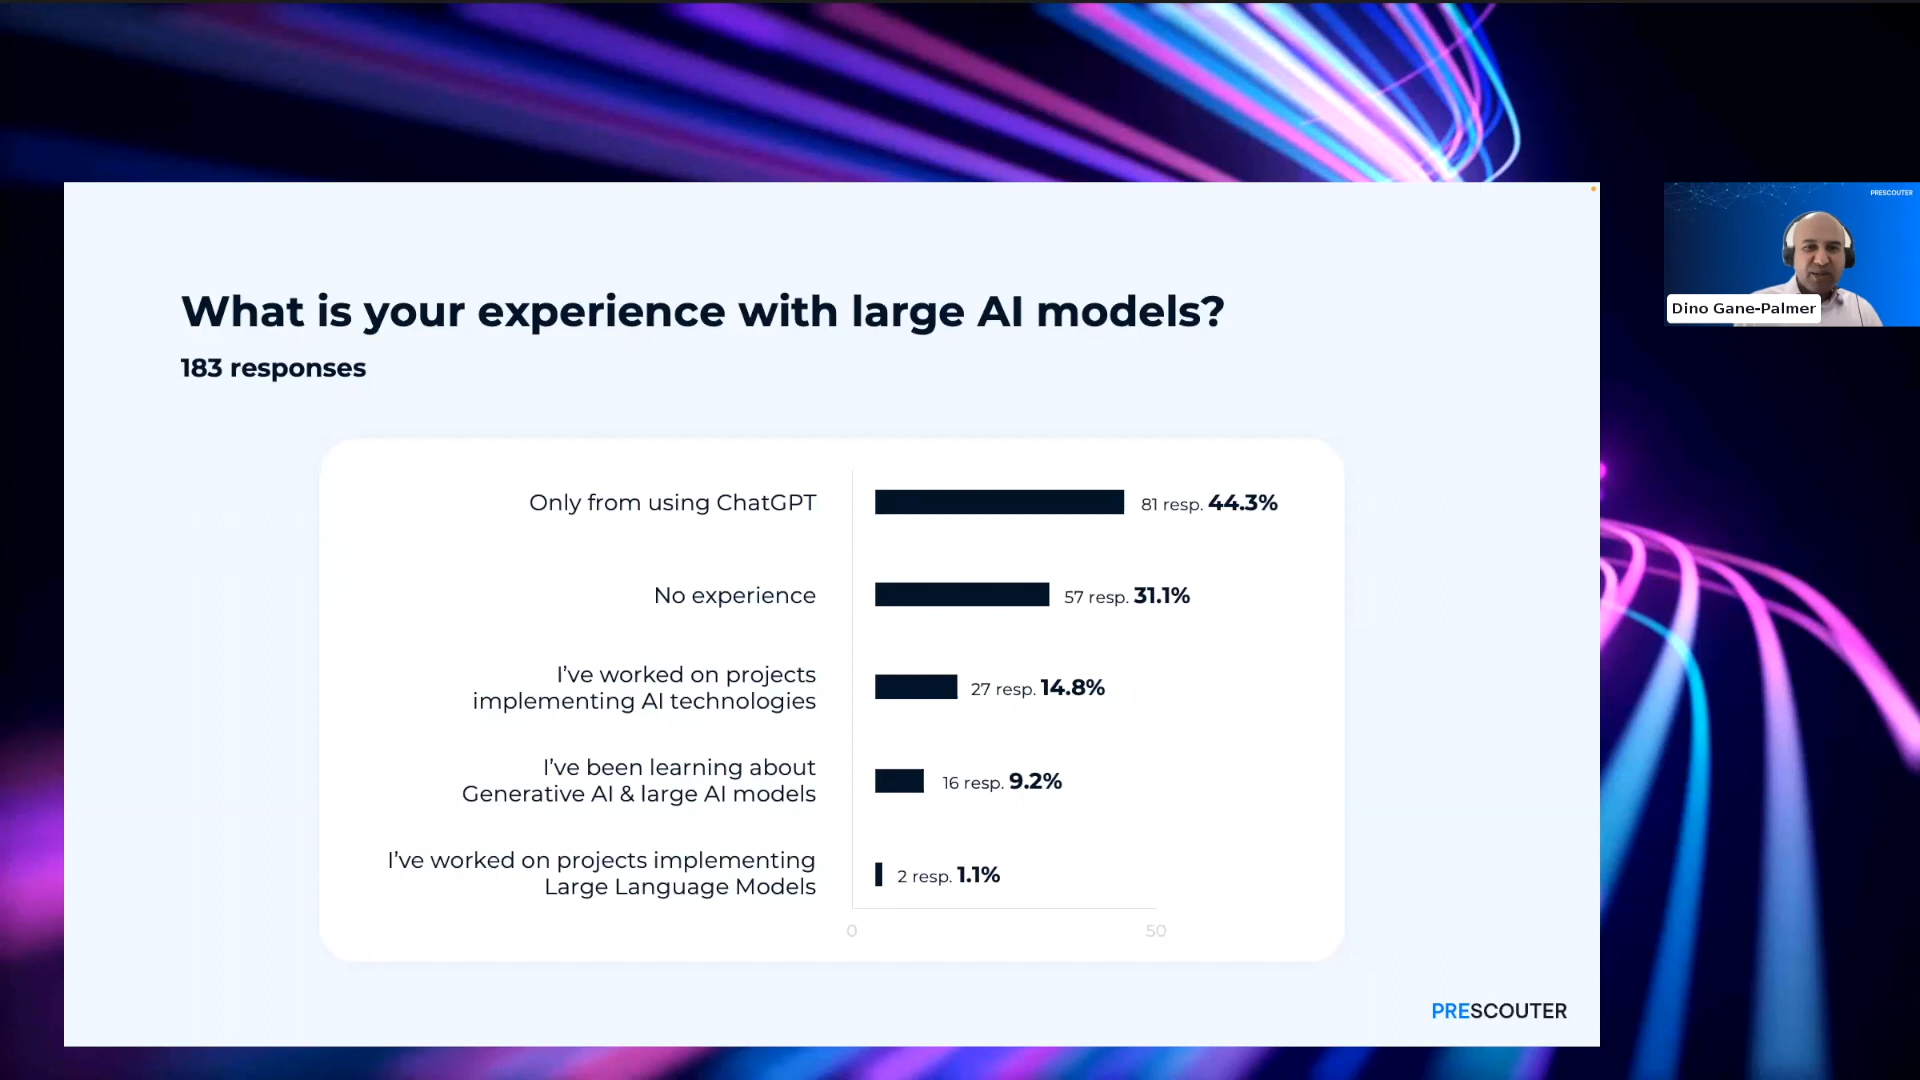 PRESCOUTER
Dino Gane-Palmer
What is your experience with large AI models?
183 responses
Only from using ChatGPT
81 resp. 44.3%
No experience
57 resp. 31.1%
I've worked on projects
implementing AI technologies
27 resp. 14.8%
I've been learning about
Generative AI & large AI models
16 resp. 9.2%
I've worked on projects implementing
Large Language Models
2 resp. 1.1%
0 50
PRESCOUTER